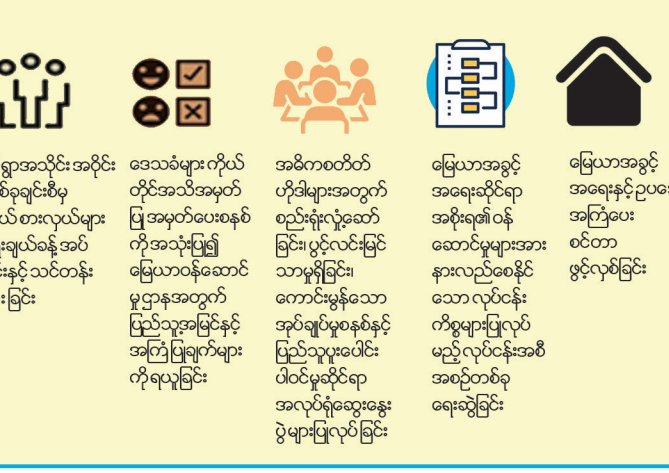 ရွာအသိုင်းအဝိုင်း
စ်ခုချင်းစီမှ
ယ်စားလှယ်များ
းချယ်ခန့်အပ်
းနှင့် သင်တန်း
းခြင်း
ဒေသခံများ ကိုယ်
တိုင်အသိအမှတ်
ပြု အမှတ်ပေးစနစ်
ကိုအသုံးပြု၍
မြေယာဝန်ဆောင်
မှုဌာနအတွက်
ပြည်သူ့အမြင်နှင့်
အကြံပြုချက်များ
ကိုရယူခြင်း
အဓိကစတိတ်
ဟိုဒါများအတွက်
စည်းရုံးလှုံ့ဆော်
ခြင်း၊ ပွင့်လင်းမြင်
သာမှုရှိခြင်း၊
ကောင်းမွန်သော
အုပ်ချုပ်မှုစနစ်နှင့်
ပြည်သူပူးပေါင်း
ပါဝင်မှုဆိုင်ရာ
အလုပ်ရုံဆွေးနွေး
ပွဲများပြုလုပ်ခြင်း
မြေယာအခွင့်
အရေးဆိုင်ရာ
အစိုးရ၏ဝန်
ဆောင်မှုများအား
နားလည်စေနိုင်
သော လုပ်ငန်း
ကိစ္စများပြုလုပ်
မည့် လုပ်ငန်းအစီ
အစဉ်တစ်ခု
ရေးဆွဲခြင်း
မြေယာအခွင့်
အရေးနှင့်ဥပဒေ
အကြံပေး
စင်တာ
ဖွင့်လှစ်ခြင်း